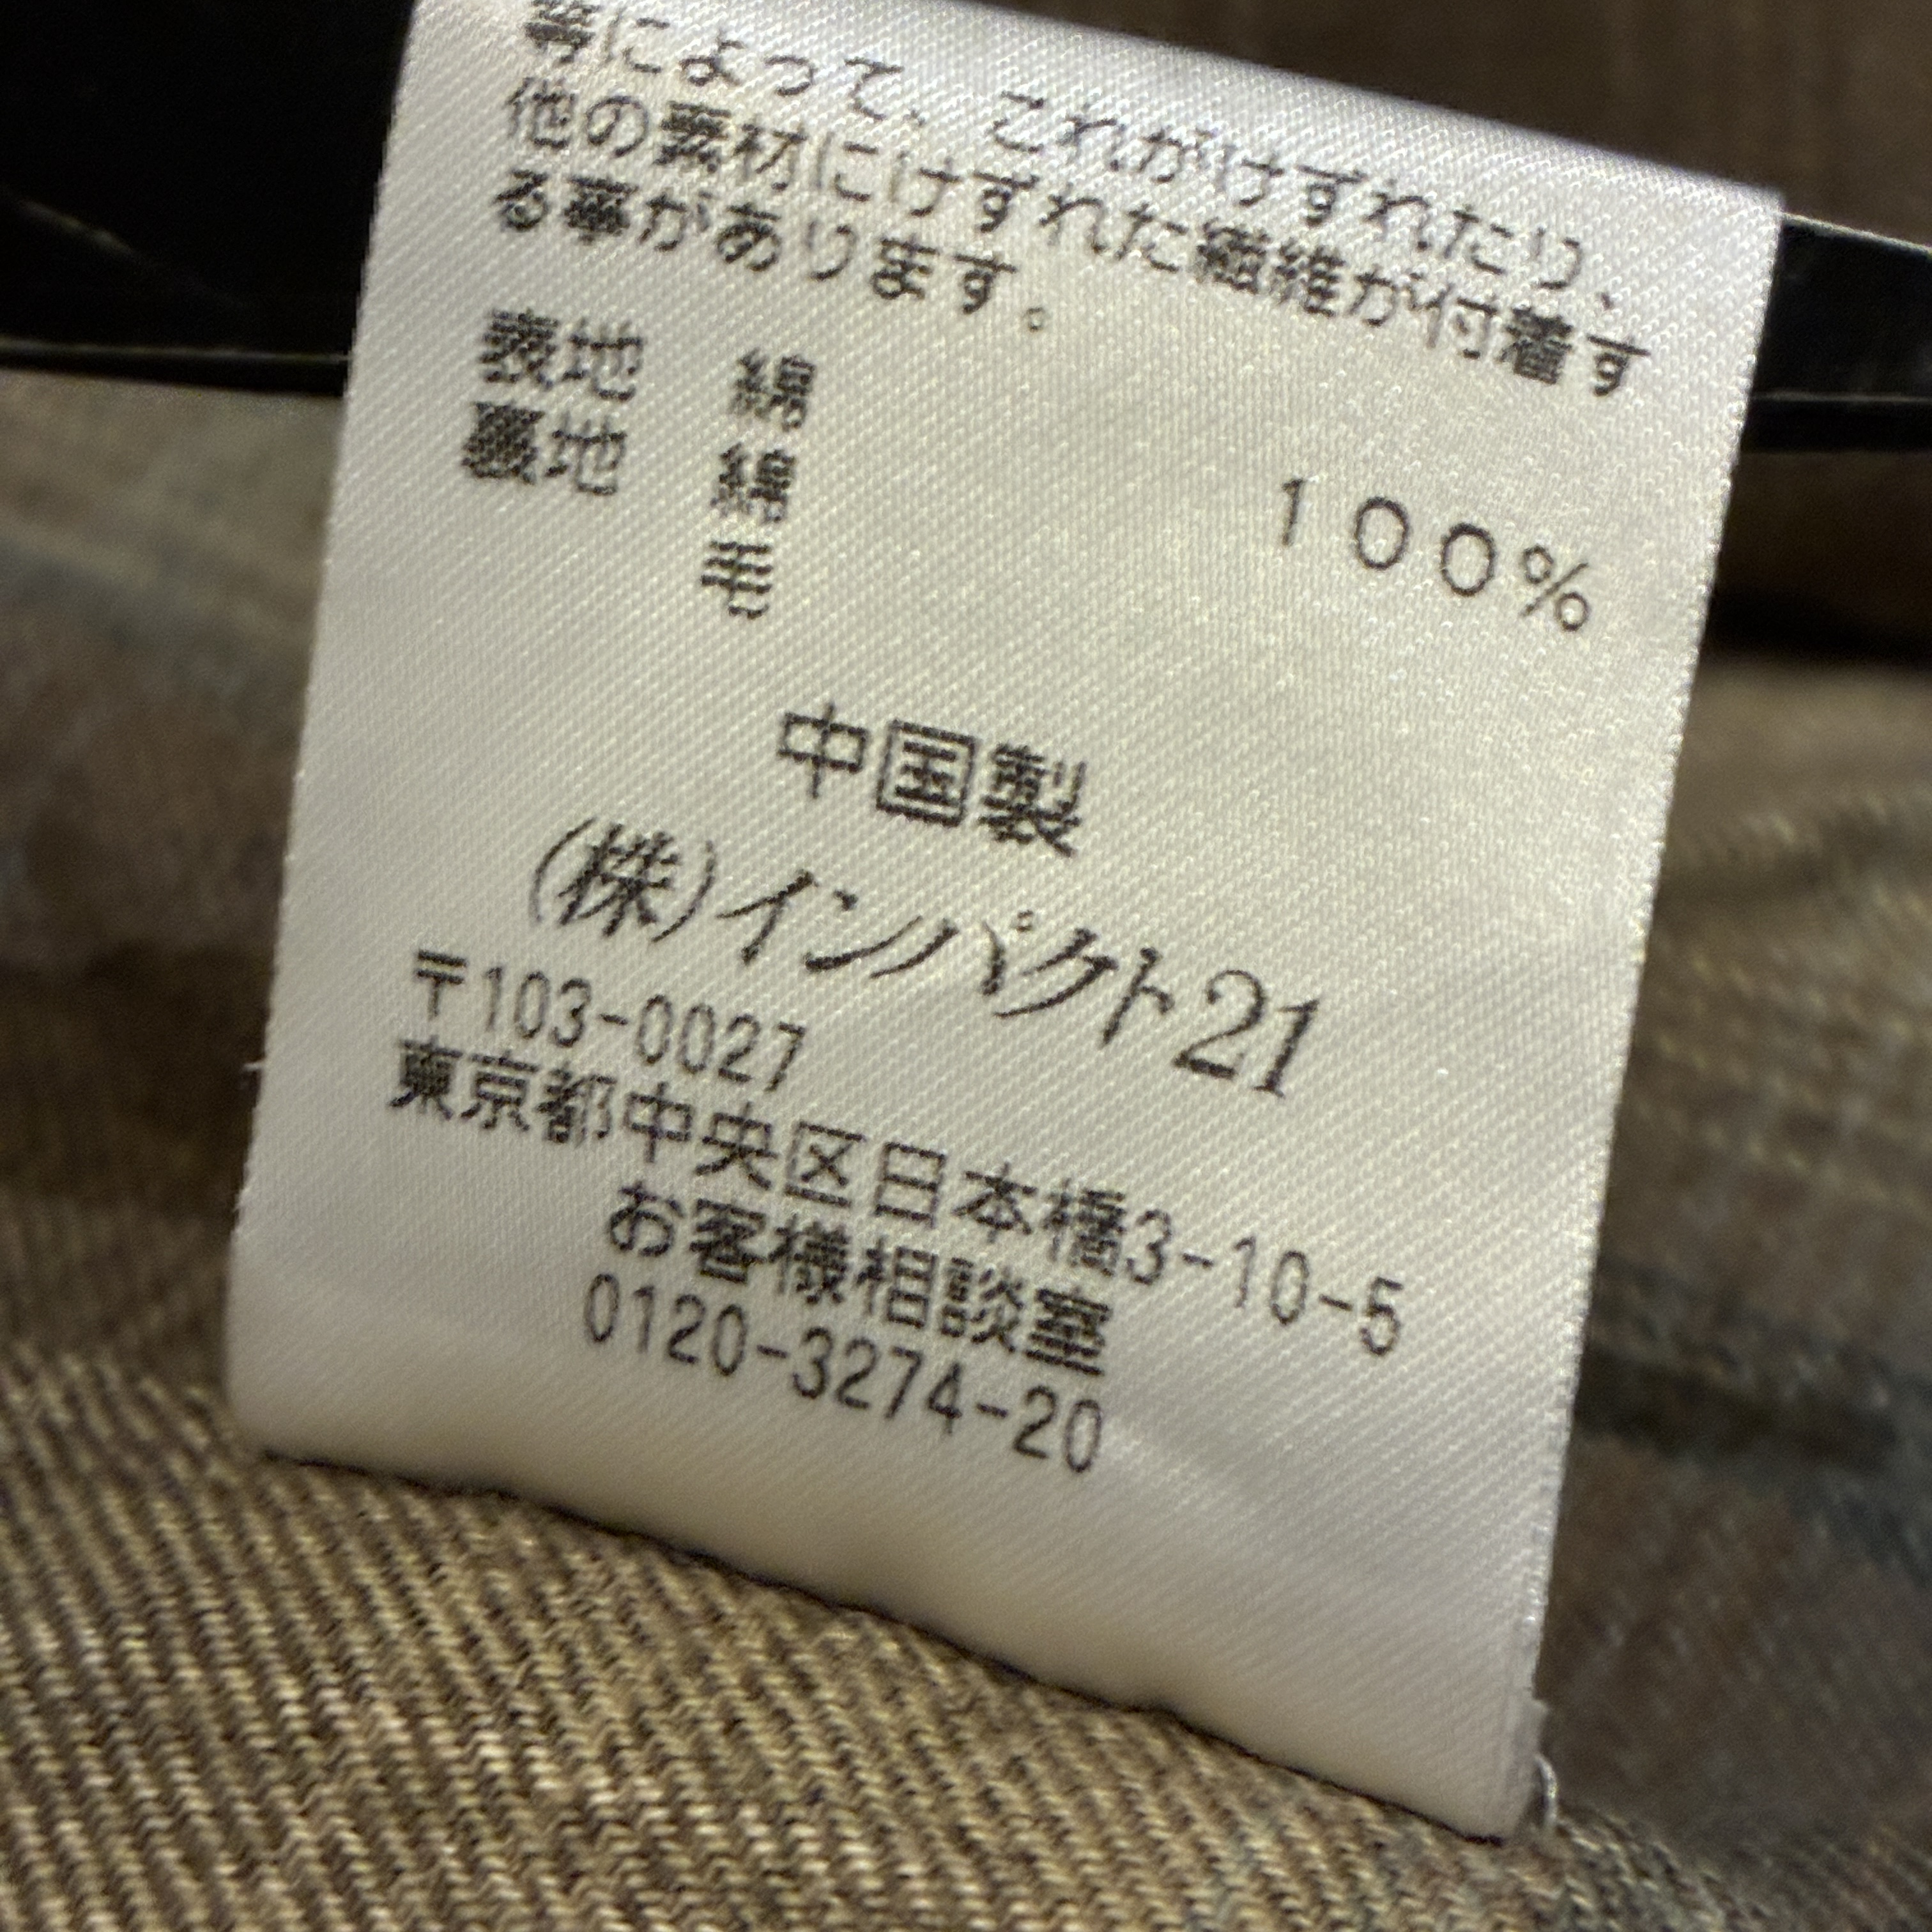 等によって、これがけずれたり、
他の素材にけずれた繊維が付着す
る事があります。
表地 綿 100%
裏地 綿
毛
中国製
(株)インパクト21
〒103-0027
東京都中央区日本橋3-10-5
お客様相談室
0120-3274-20